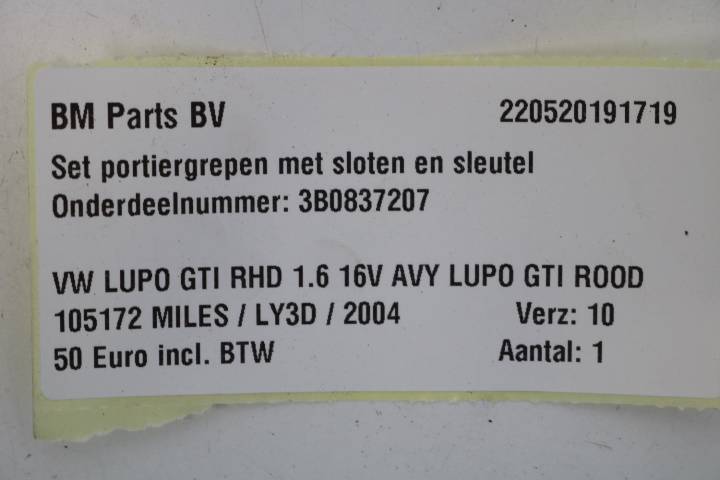 BM Parts BV 220520191719
Set portiergrepen met sloten en sleutel
Onderdeelnummer: 3B0837207
VW LUPO GTI RHD 1.6 16V AVY LUPO GTI ROOD
105172 MILES / LY3D / 2004 Verz: 10
50 Euro incl. BTW Aantal: 1